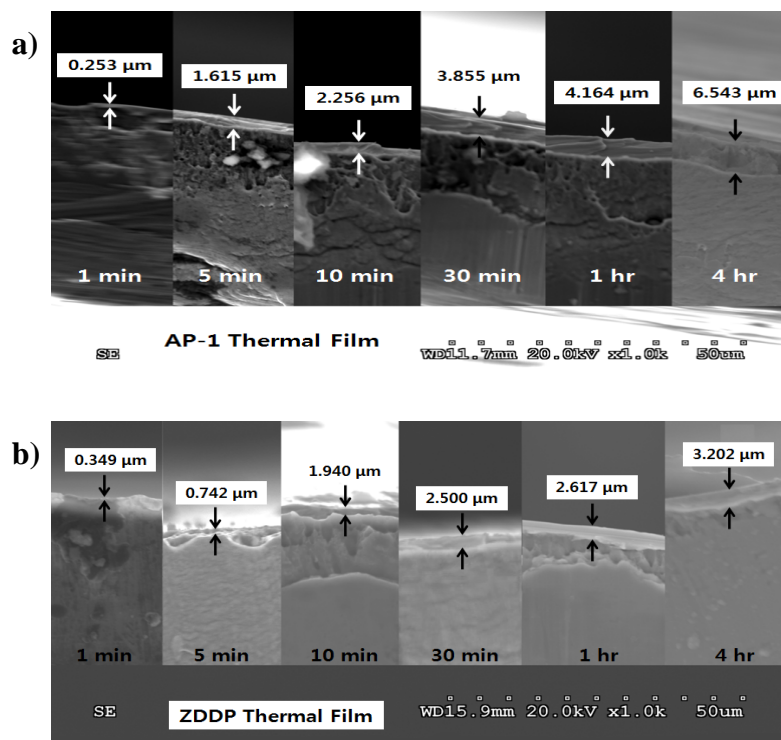 a)
0.253 μm
1.615 μm
2.256 μm
3.855 μm
4.164 μm
6.543 μm
1 min 5 min 10 min 30 min 1 hr 4 hr
AP-1 Thermal Film
SE WD11.7mm 20.0kV x1.0k 50um
b)
0.349 μm
0.742 μm
1.940 μm
2.500 μm
2.617 μm
3.202 μm
1 min 5 min 10 min 30 min 1 hr 4 hr
SE ZDDP Thermal Film WD15.9mm 20.0kV x1.0k 50um